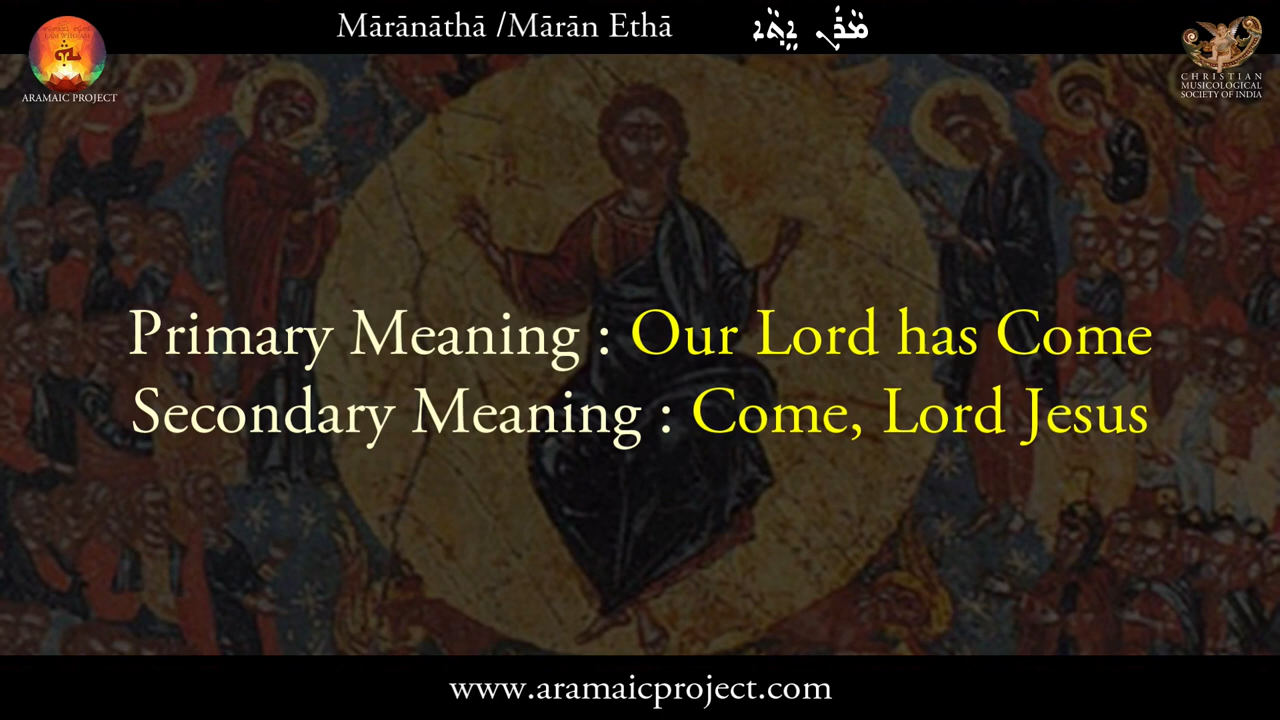 Mārānāthā /Mārān Ethā ܡܵܪܲܢ ܐܸܬ݂ܵܐ
ARAMAIC PROJECT
CHRISTIAN
MUSICOLOGICAL
SOCIETY OF INDIA
Primary Meaning : Our Lord has Come
Secondary Meaning : Come, Lord Jesus
www.aramaicproject.com